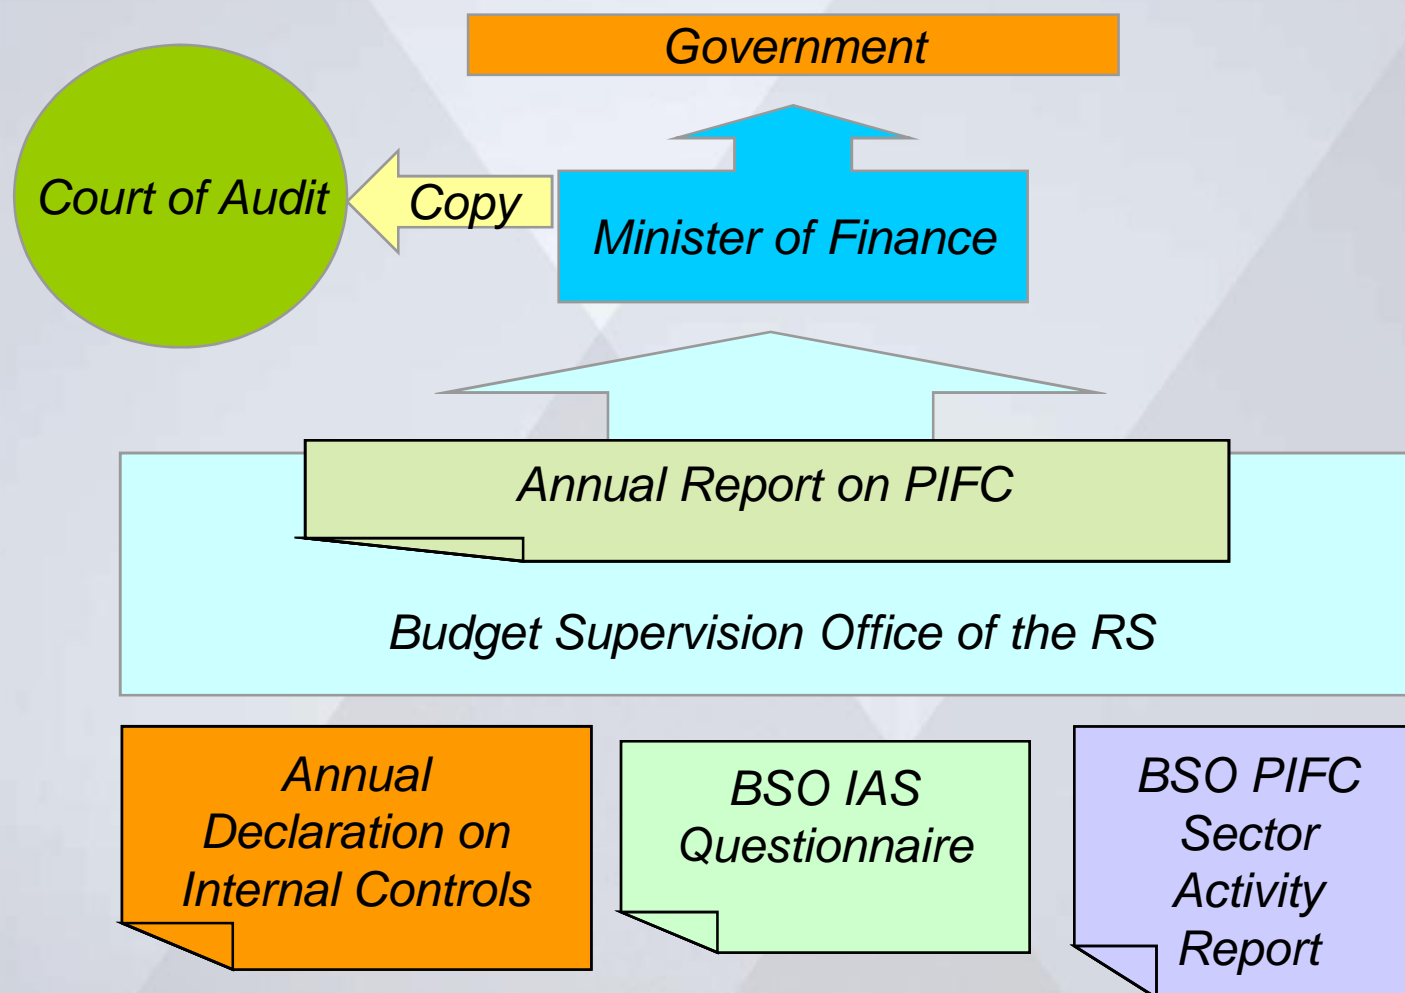 Government
Court of Audit
Copy
Minister of Finance
Annual Report on PIFC
Budget Supervision Office of the RS
Annual
Declaration on
Internal Controls
BSO IAS
Questionnaire
BSO PIFC
Sector
Activity
Report